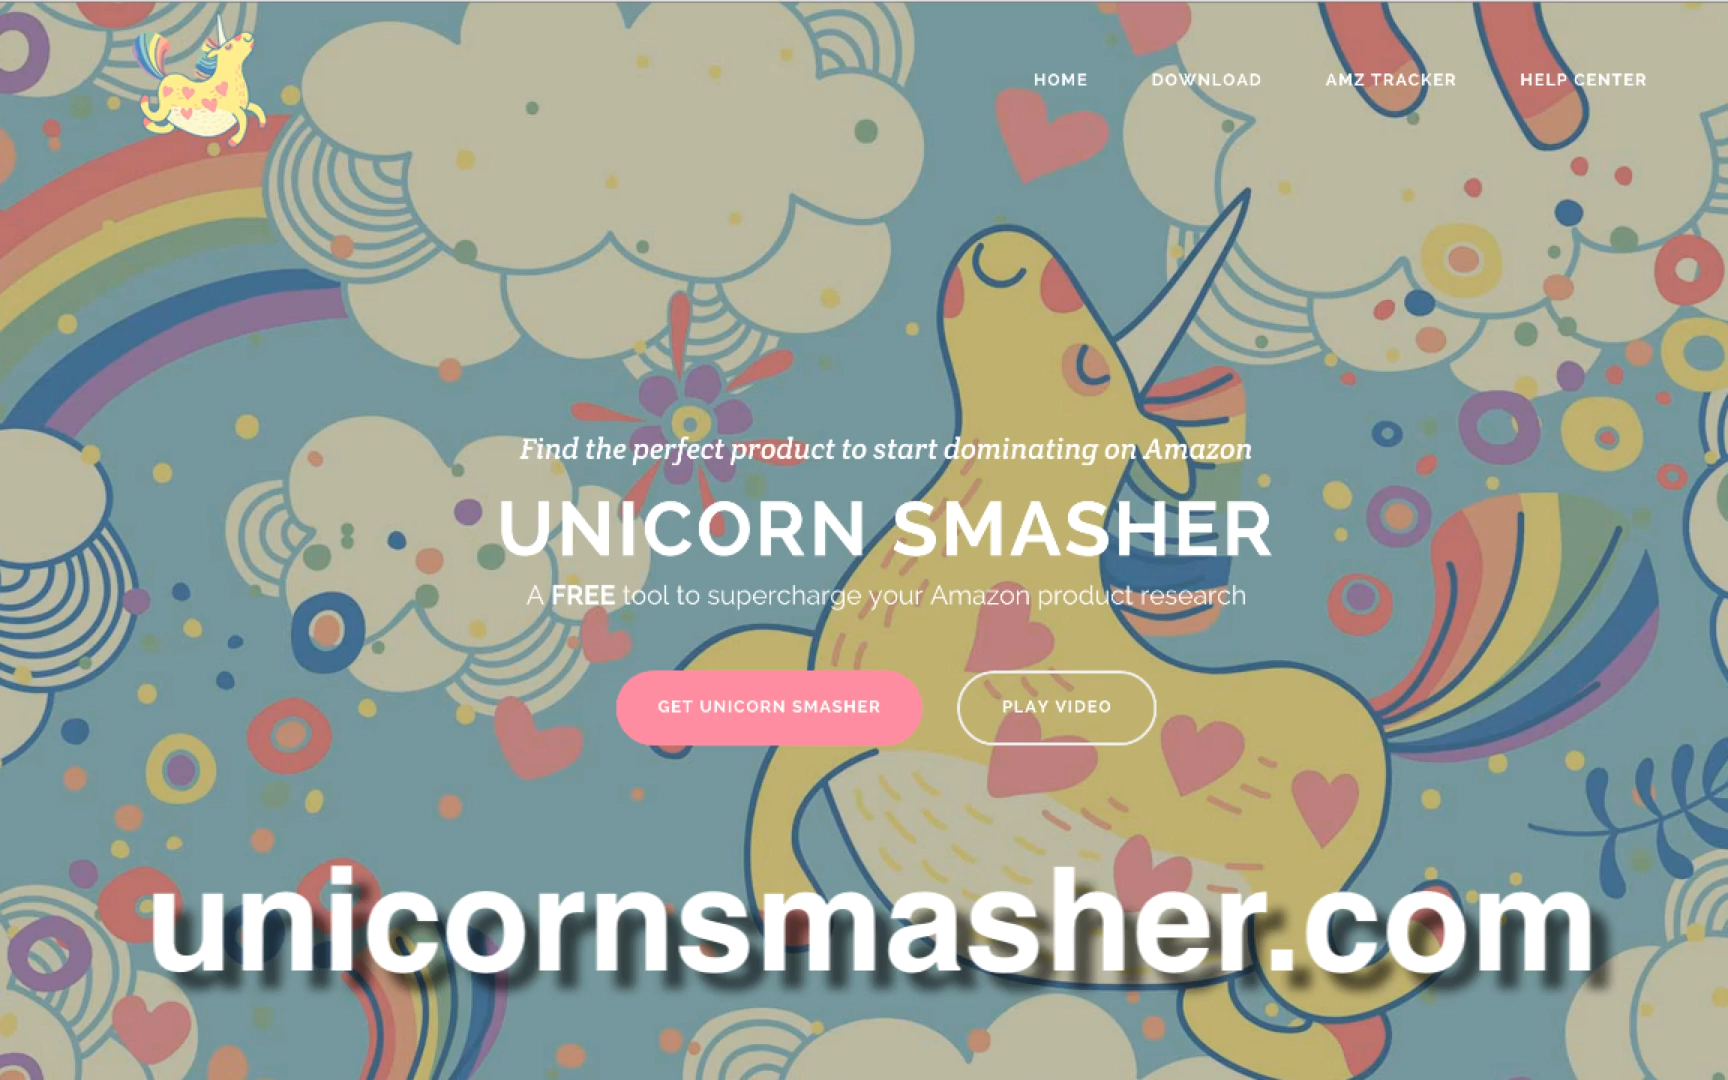 HOME DOWNLOAD AMZ TRACKER HELP CENTER
Find the perfect product to start dominating on Amazon
UNICORN SMASHER
A FREE tool to supercharge your Amazon product research
GET UNICORN SMASHER PLAY VIDEO
unicornsmasher.com